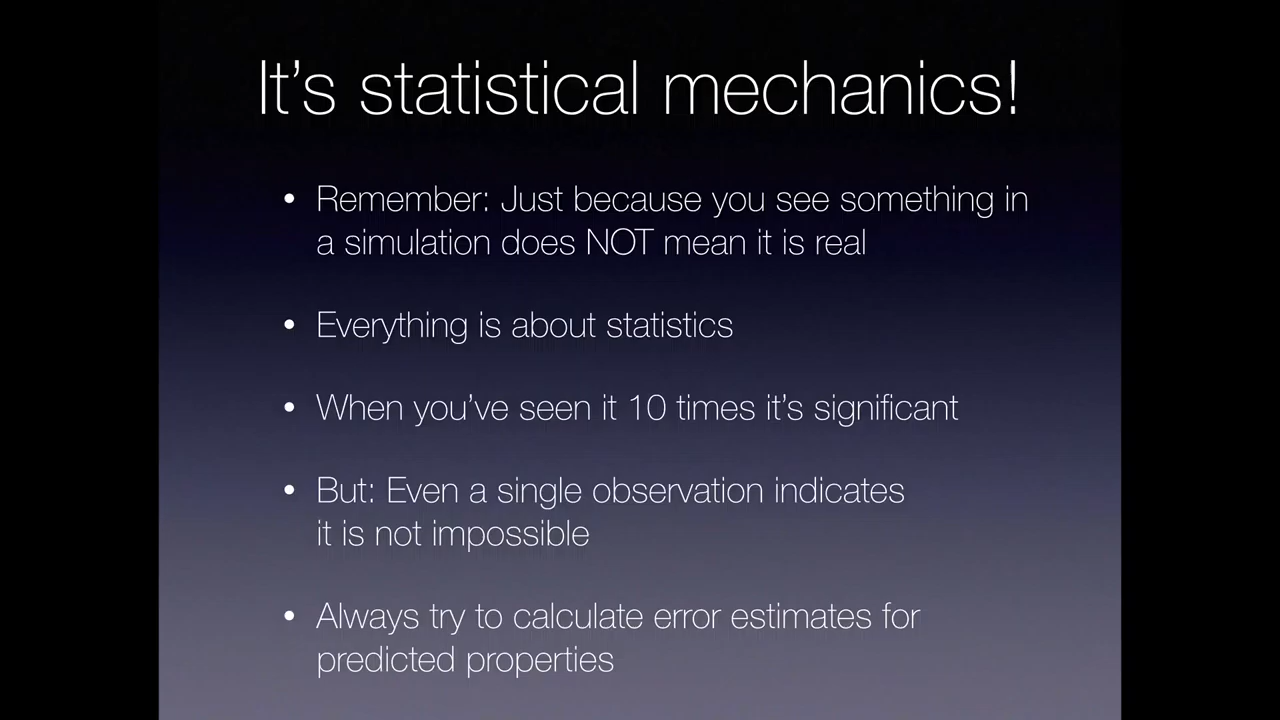 It’s statistical mechanics!
• Remember: Just because you see something in
a simulation does NOT mean it is real
• Everything is about statistics
• When you’ve seen it 10 times it’s significant
• But: Even a single observation indicates
it is not impossible
• Always try to calculate error estimates for
predicted properties